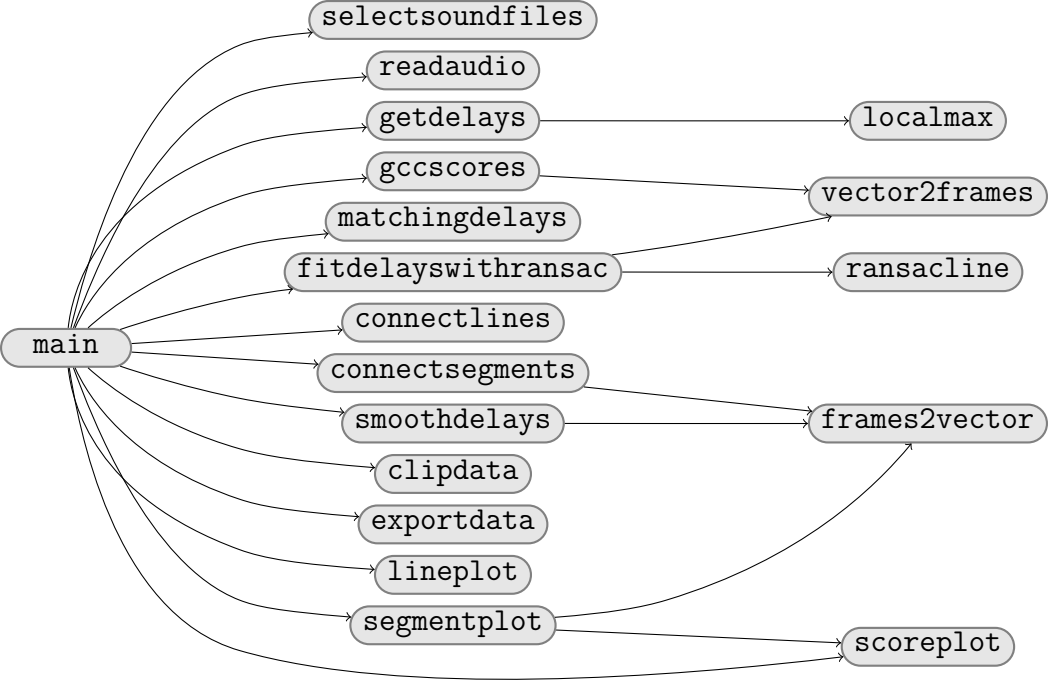 selectsoundfiles
readaudio
getdelays
localmax
gccscores
vector2frames
matchingdelays
fitdelayswithransac
ransacline
connectlines
main
connectsegments
smoothdelays
frames2vector
clipdata
exportdata
lineplot
segmentplot
scoreplot